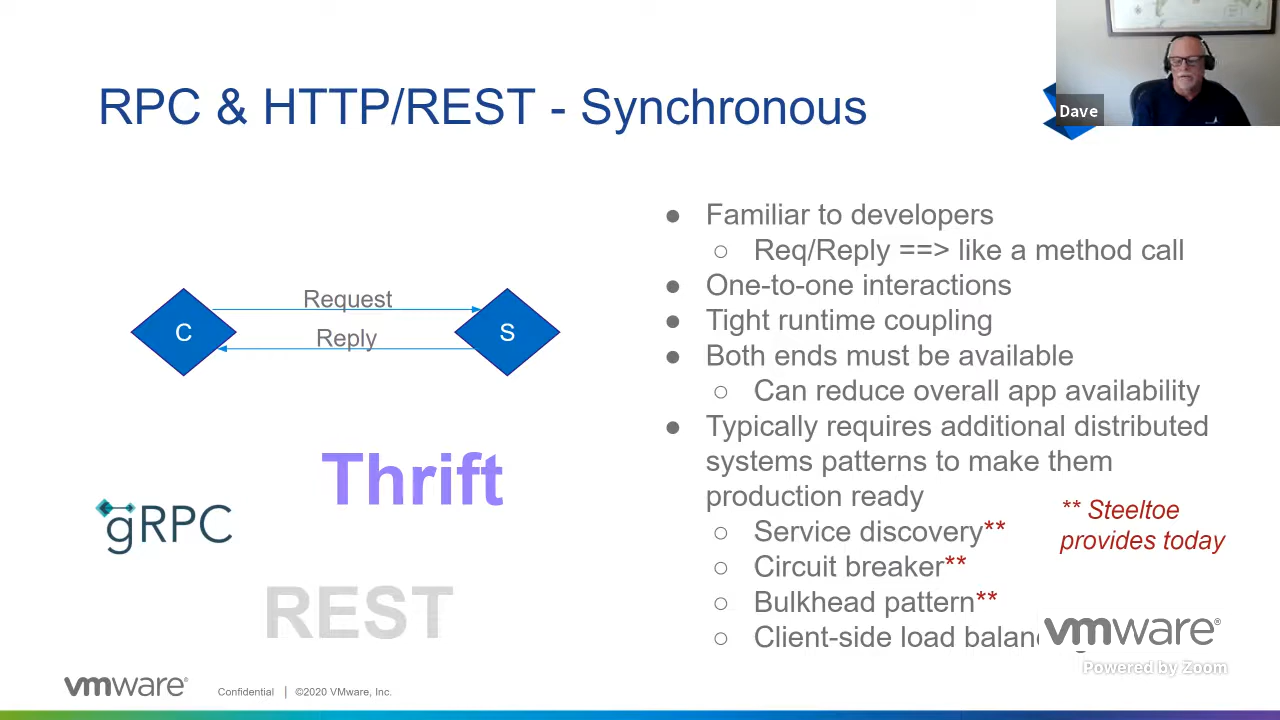 RPC & HTTP/REST - Synchronous
Dave
Request
C
S
Reply
Thrift
gRPC
REST
● Familiar to developers
○ Req/Reply ==> like a method call
● One-to-one interactions
● Tight runtime coupling
● Both ends must be available
○ Can reduce overall app availability
● Typically requires additional distributed
systems patterns to make them
production ready
○ Service discovery**
○ Circuit breaker**
○ Bulkhead pattern**
○ Client-side load
** Steeltoe
provides today
vmware®
Powered by Zoom
vmware®
Confidential | ©2020 VMware, Inc.